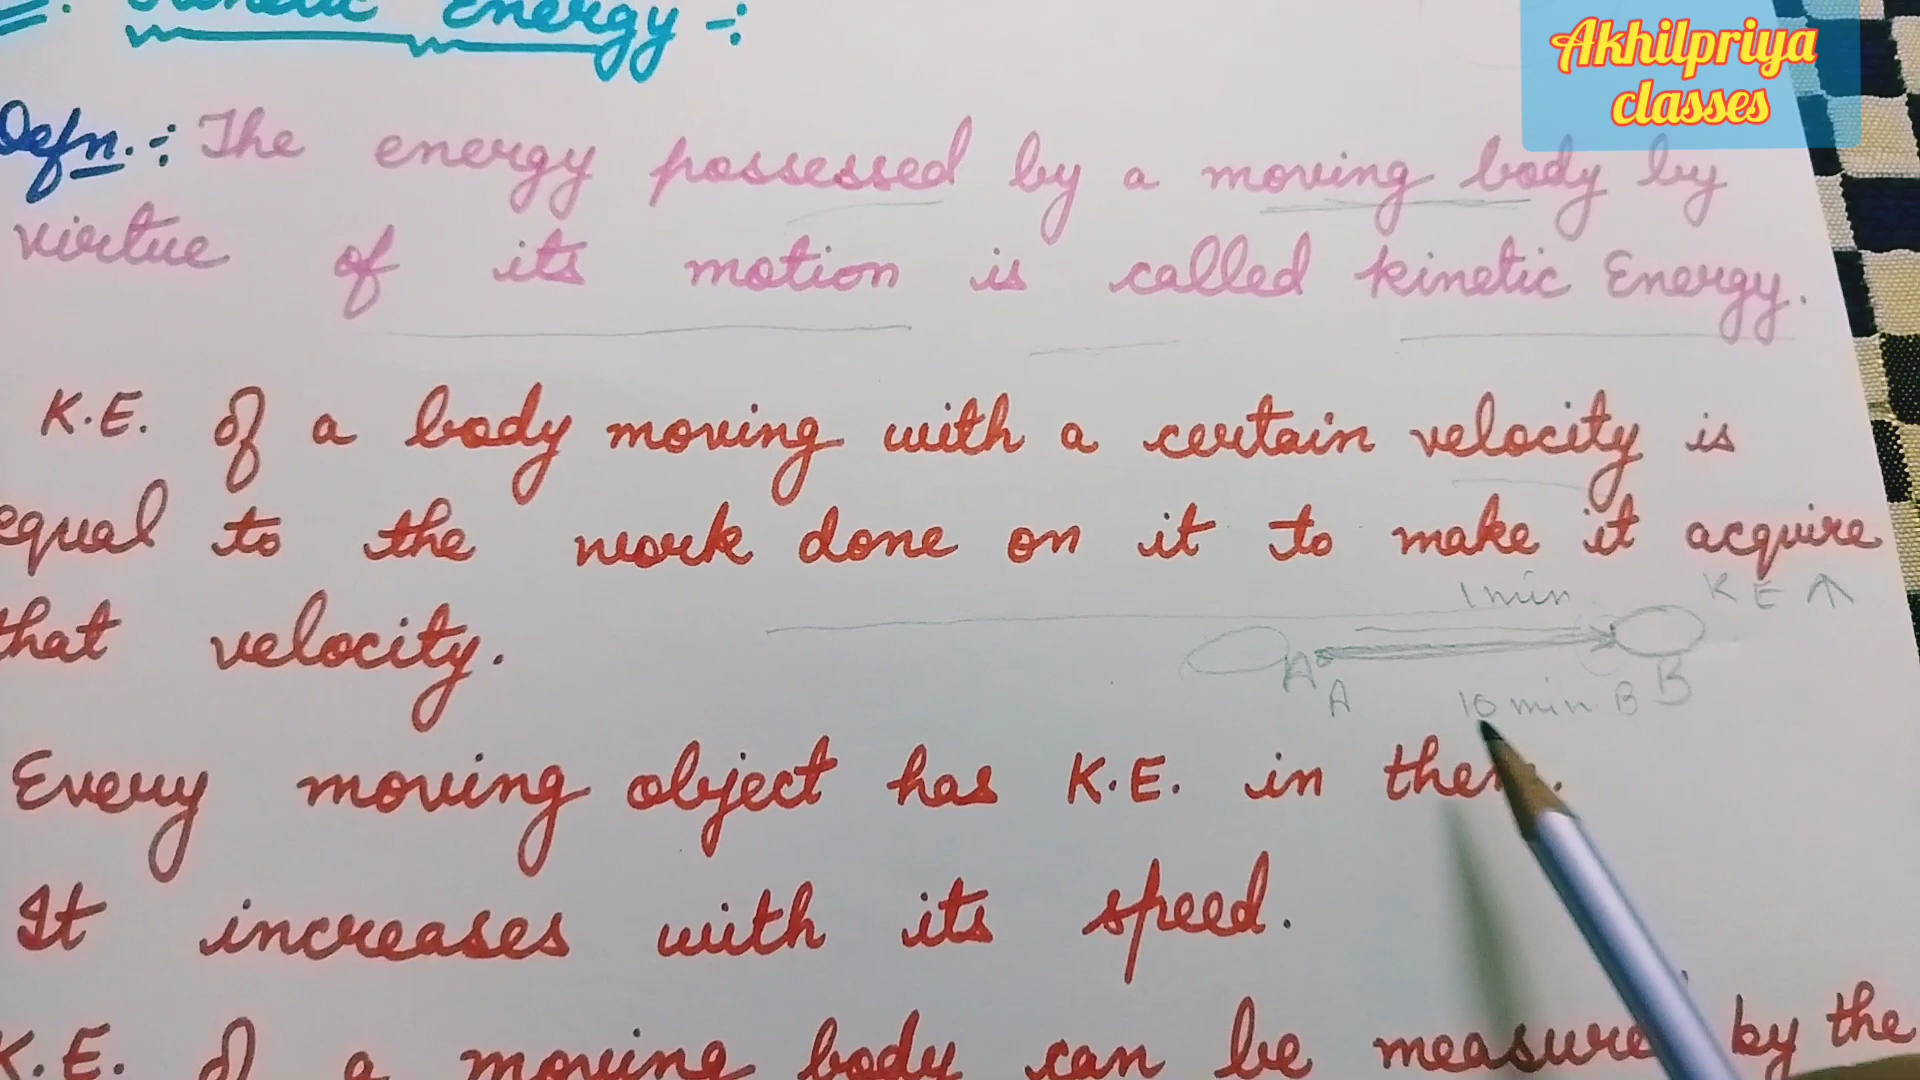 Kinetic Energy -:
Akhilpriya
classes
Defn. -: The energy possessed by a moving body by
virtue of its motion is called kinetic Energy.
K.E. of a body moving with a certain velocity is
equal to the work done on it to make it acquire
1 min K E ↑
that velocity.
A A 10 min B B
Every moving object has K.E. in
It increases with its speed.
K.E. of a moving body can be by the